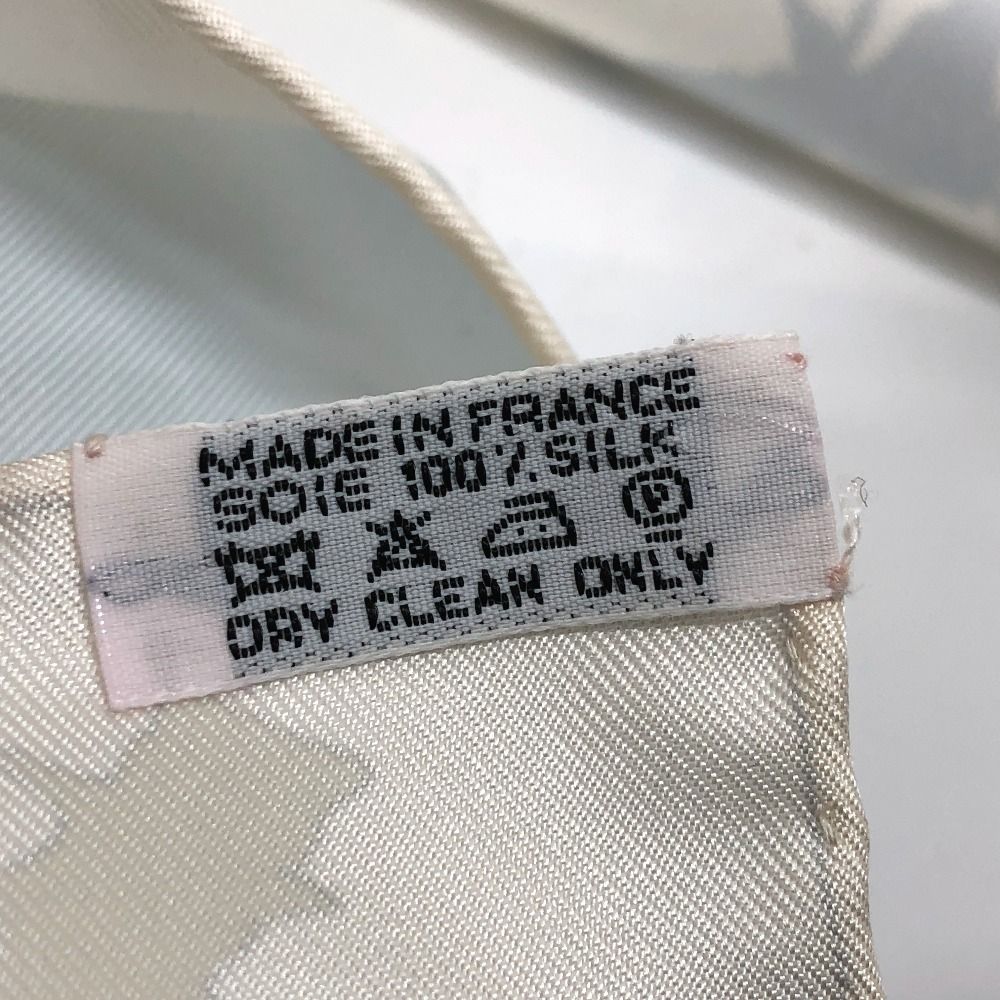 MADE IN FRANCE
SOIE 100% SILK
P
DRY CLEAN ONLY